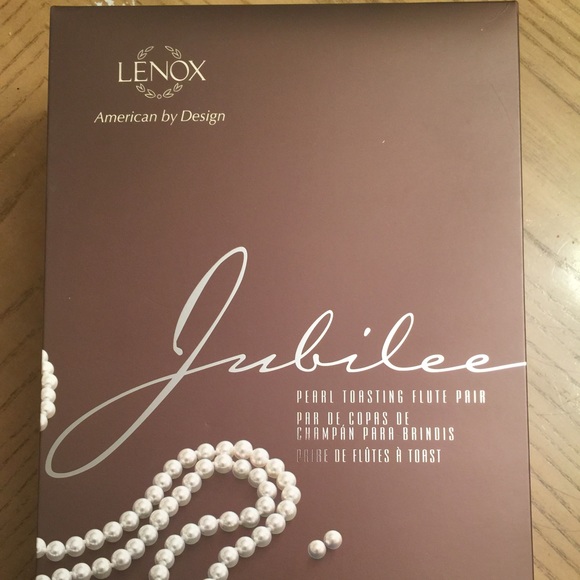 LENOX
American by Design
Jubilee
PEARL TOASTING FLUTE PAIR
PAR DE COPAS DE
CHAMPÁN PARA BRINDIS
PAIRE DE FLÛTES À TOAST